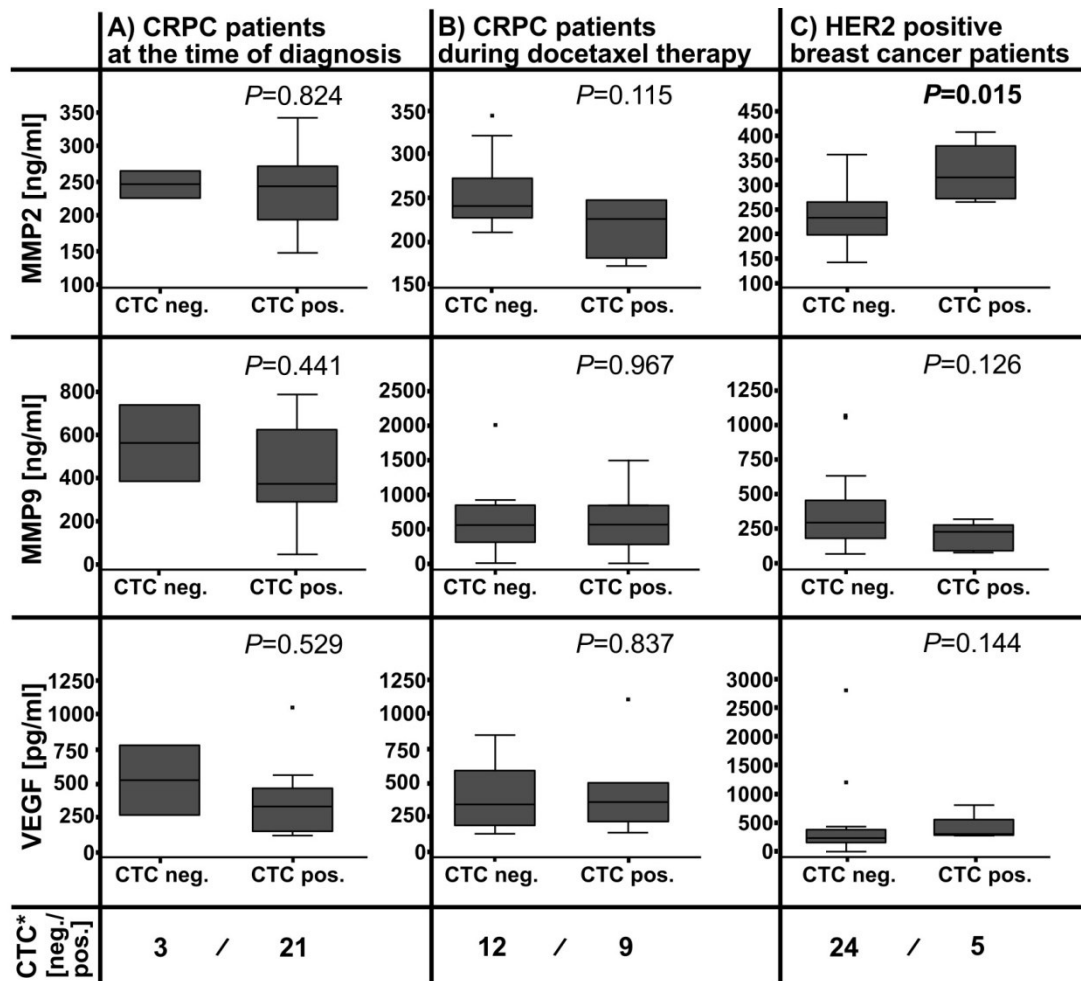 A) CRPC patients
at the time of diagnosis
B) CRPC patients
during docetaxel therapy
C) HER2 positive
breast cancer patients
MMP2 [ng/ml]
P=0.824
350
300
250
200
150
100
CTC neg. CTC pos.
P=0.115
350
300
250
200
150
CTC neg. CTC pos.
P=0.015
450
400
350
300
250
200
150
100
CTC neg. CTC pos.
MMP9 [ng/ml]
P=0.441
800
600
400
200
0
CTC neg. CTC pos.
P=0.967
2500
2000
1500
1000
500
0
CTC neg. CTC pos.
P=0.126
1250
1000
750
500
250
0
CTC neg. CTC pos.
VEGF [pg/ml]
P=0.529
1250
1000
750
500
250
0
CTC neg. CTC pos.
P=0.837
1250
1000
750
500
250
0
CTC neg. CTC pos.
P=0.144
3000
2500
2000
1500
1000
500
0
CTC neg. CTC pos.
CTC*
[neg./
pos.]
3 / 21
12 / 9
24 / 5